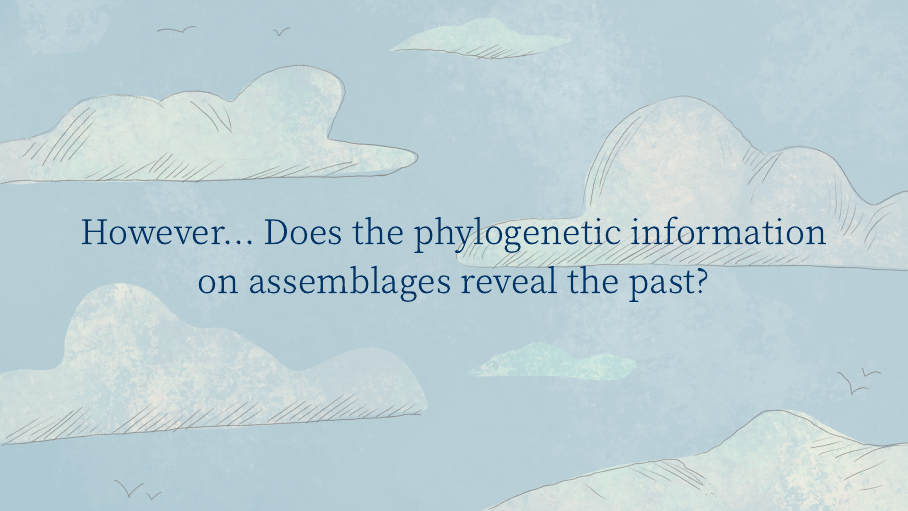 However… Does the phylogenetic information
on assemblages reveal the past?